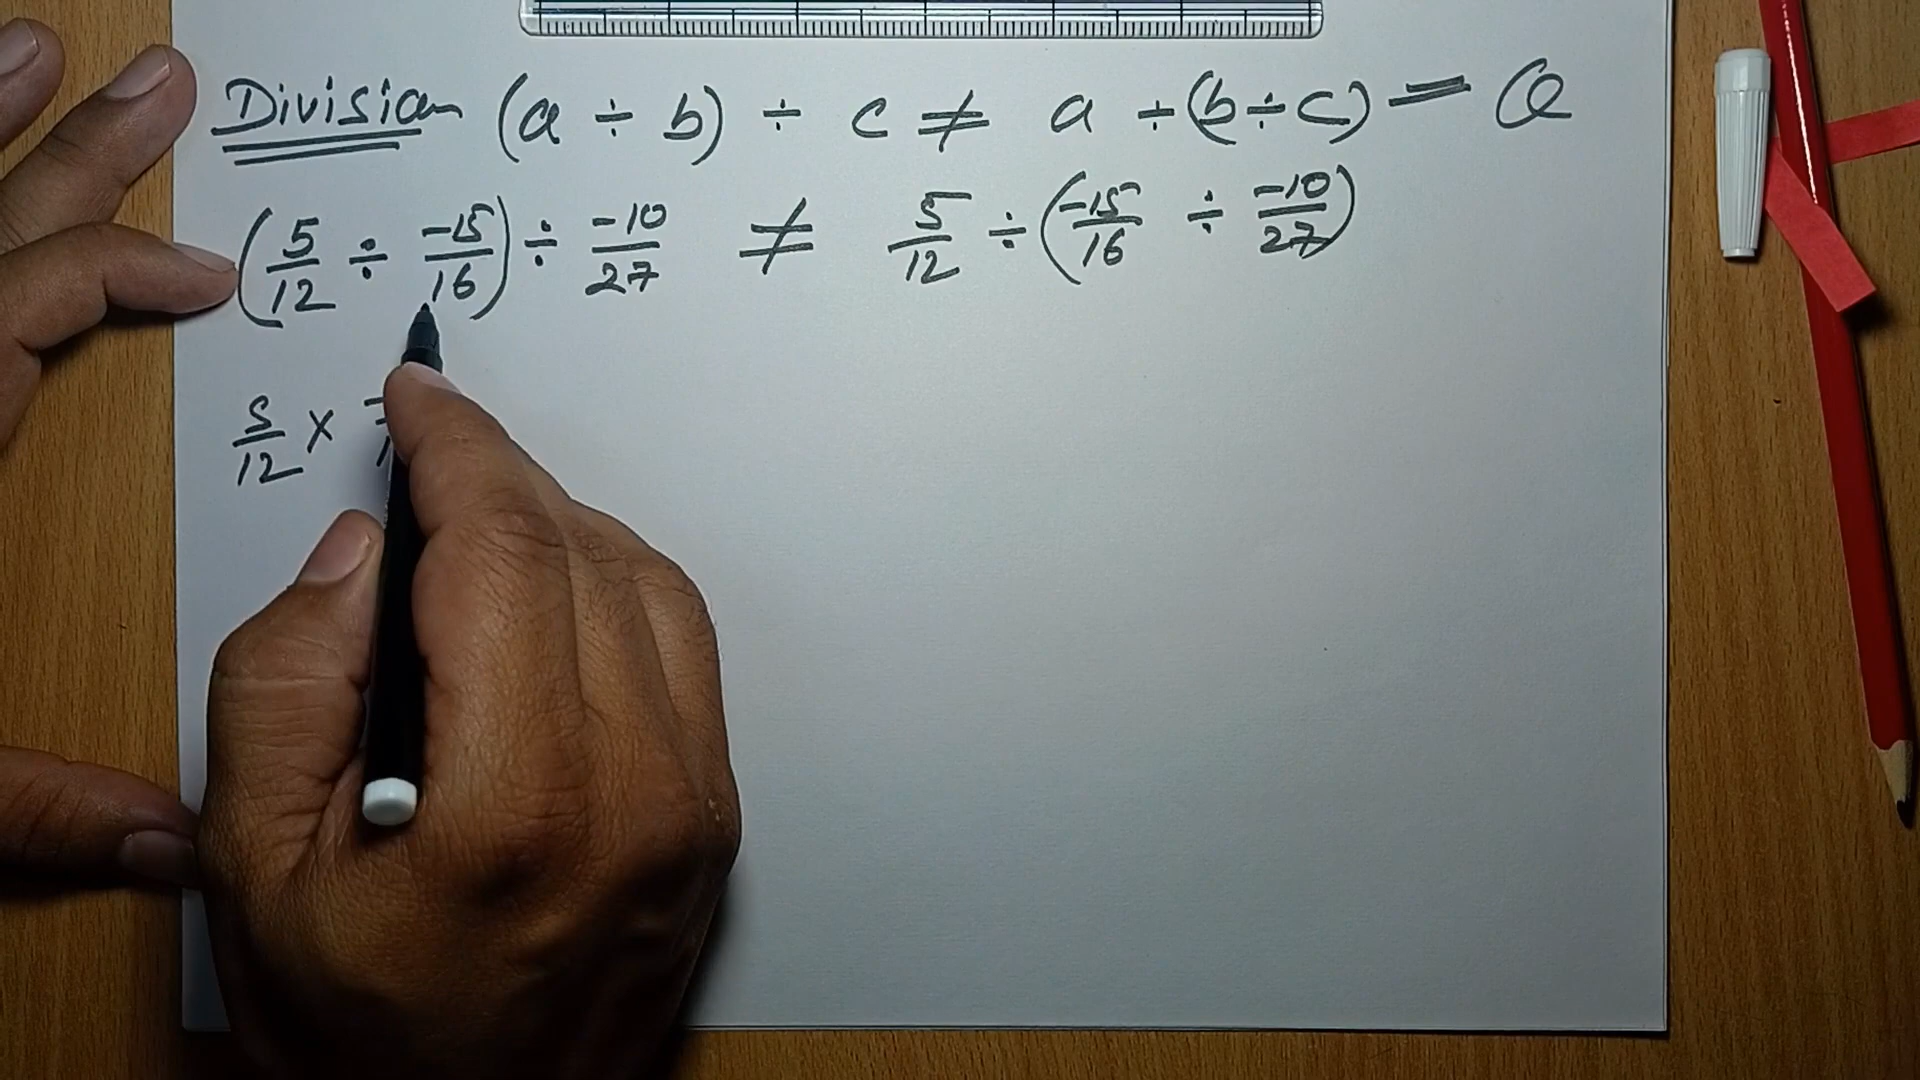 Division (a ÷ b) ÷ c ≠ a ÷ (b ÷ c) = Q
(5/12 ÷ -15/16) ÷ -10/27 ≠ 5/12 ÷ (-15/16 ÷ -10/27)
5/12 ×